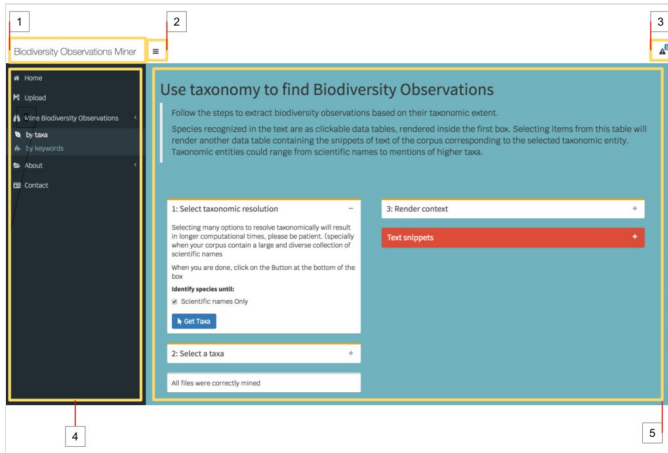 1
2
3
Biodiversity Observations Miner
Home
Upload
Mine Biodiversity Observations
by taxa
by keywords
About
Contact
Use taxonomy to find Biodiversity Observations
Follow the steps to extract biodiversity observations based on their taxonomic extent.
Species recognized in the text are as clickable data tables, rendered inside the first box. Selecting items from this table will
render another data table containing the snippets of text of the corpus corresponding to the selected taxonomic entity.
Taxonomic entities could range from scientific names to mentions of higher taxa.
1: Select taxonomic resolution
Selecting many options to resolve taxonomically will result
in longer computational times, please be patient. (specially
when your corpus contain a large and diverse collection of
scientific names
When you are done, click on the Button at the bottom of the
box
Identify species until:
Scientific names Only
Get Taxa
2: Select a taxa
All files were correctly mined
3: Render context
Text snippets
4
5